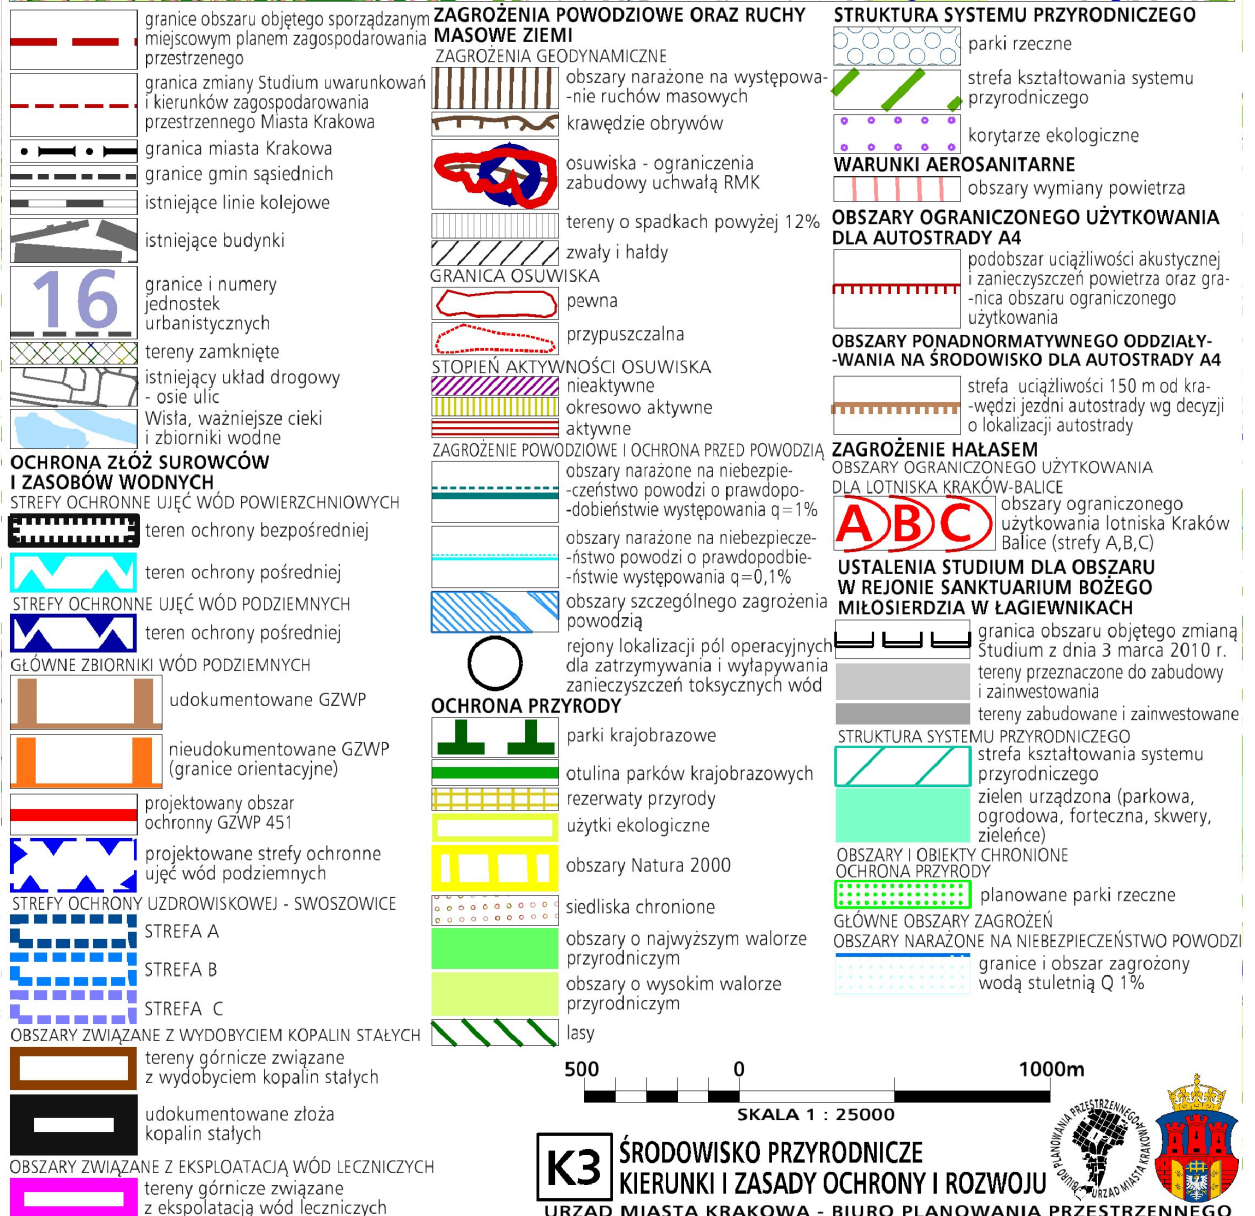 granice obszaru objętego sporządzanym
miejscowym planem zagospodarowania
przestrzenego
granica zmiany Studium uwarunkowań
i kierunków zagospodarowania
przestrzennego Miasta Krakowa
granica miasta Krakowa
granice gmin sąsiednich
istniejące linie kolejowe
istniejące budynki
16
granice i numery
jednostek
urbanistycznych
tereny zamknięte
istniejący układ drogowy
- osie ulic
Wisła, ważniejsze cieki
i zbiorniki wodne
OCHRONA ZŁÓŻ SUROWCÓW
I ZASOBÓW WODNYCH
STREFY OCHRONNE UJĘĆ WÓD POWIERZCHNIOWYCH
teren ochrony bezpośredniej
teren ochrony pośredniej
STREFY OCHRONNE UJĘĆ WÓD PODZIEMNYCH
teren ochrony pośredniej
GŁÓWNE ZBIORNIKI WÓD PODZIEMNYCH
udokumentowane GZWP
nieudokumentowane GZWP
(granice orientacyjne)
projektowany obszar
ochronny GZWP 451
projektowane strefy ochronne
ujęć wód podziemnych
STREFY OCHRONY UZDROWISKOWEJ - SWOSZOWICE
STREFA A
STREFA B
STREFA C
OBSZARY ZWIĄZANE Z WYDOBYCIEM KOPALIN STAŁYCH
tereny górnicze związane
z wydobyciem kopalin stałych
udokumentowane złoża
kopalin stałych
OBSZARY ZWIĄZANE Z EKSPLOATACJĄ WÓD LECZNICZYCH
tereny górnicze związane
z ekspolatacją wód leczniczych
ZAGROŻENIA POWODZIOWE ORAZ RUCHY
MASOWE ZIEMI
ZAGROŻENIA GEODYNAMICZNE
obszary narażone na występowa-
-nie ruchów masowych
krawędzie obrywów
osuwiska - ograniczenia
zabudowy uchwałą RMK
tereny o spadkach powyżej 12%
zwały i hałdy
GRANICA OSUWISKA
pewna
przypuszczalna
STOPIEŃ AKTYWNOŚCI OSUWISKA
nieaktywne
okresowo aktywne
aktywne
ZAGROŻENIE POWODZIOWE I OCHRONA PRZED POWODZIĄ
obszary narażone na niebezpie-
-czeństwo powodzi o prawdopo-
-dobieństwie występowania q=1%
obszary narażone na niebezpiecze-
-ństwo powodzi o prawdopodbie-
-ństwie występowania q=0,1%
obszary szczególnego zagrożenia
powodzią
rejony lokalizacji pól operacyjnych
dla zatrzymywania i wyłapywania
zanieczyszczeń toksycznych wód
OCHRONA PRZYRODY
parki krajobrazowe
otulina parków krajobrazowych
rezerwaty przyrody
użytki ekologiczne
obszary Natura 2000
siedliska chronione
obszary o najwyższym walorze
przyrodniczym
obszary o wysokim walorze
przyrodniczym
lasy
STRUKTURA SYSTEMU PRZYRODNICZEGO
parki rzeczne
strefa kształtowania systemu
przyrodniczego
korytarze ekologiczne
WARUNKI AEROSANITARNE
obszary wymiany powietrza
OBSZARY OGRANICZONEGO UŻYTKOWANIA
DLA AUTOSTRADY A4
podobszar uciążliwości akustycznej
i zanieczyszczeń powietrza oraz gra-
-nica obszaru ograniczonego
użytkowania
OBSZARY PONADNORMATYWNEGO ODDZIAŁY-
-WANIA NA ŚRODOWISKO DLA AUTOSTRADY A4
strefa uciążliwości 150 m od kra-
-wędzi jezdni autostrady wg decyzji
o lokalizacji autostrady
ZAGROŻENIE HAŁASEM
OBSZARY OGRANICZONEGO UŻYTKOWANIA
DLA LOTNISKA KRAKÓW-BALICE
A B C
obszary ograniczonego
użytkowania lotniska Kraków
Balice (strefy A,B,C)
USTALENIA STUDIUM DLA OBSZARU
W REJONIE SANKTUARIUM BOŻEGO
MIŁOSIERDZIA W ŁAGIEWNIKACH
granica obszaru objętego zmianą
Studium z dnia 3 marca 2010 r.
tereny przeznaczone do zabudowy
i zainwestowania
tereny zabudowane i zainwestowane
STRUKTURA SYSTEMU PRZYRODNICZEGO
strefa kształtowania systemu
przyrodniczego
zielen urządzona (parkowa,
ogrodowa, forteczna, skwery,
zieleńce)
OBSZARY I OBIEKTY CHRONIONE
OCHRONA PRZYRODY
planowane parki rzeczne
GŁÓWNE OBSZARY ZAGROŻEŃ
OBSZARY NARAŻONE NA NIEBEZPIECZEŃSTWO POWODZI
granice i obszar zagrożony
wodą stuletnią Q 1%
500 0 1000m
SKALA 1 : 25000
K3
ŚRODOWISKO PRZYRODNICZE
KIERUNKI I ZASADY OCHRONY I ROZWOJU
BIURO PLANOWANIA PRZESTRZENNEGO
URZĄD MIASTA KRAKOWA
URZĄD MIASTA KRAKOWA - BIURO PLANOWANIA PRZESTRZENNEGO